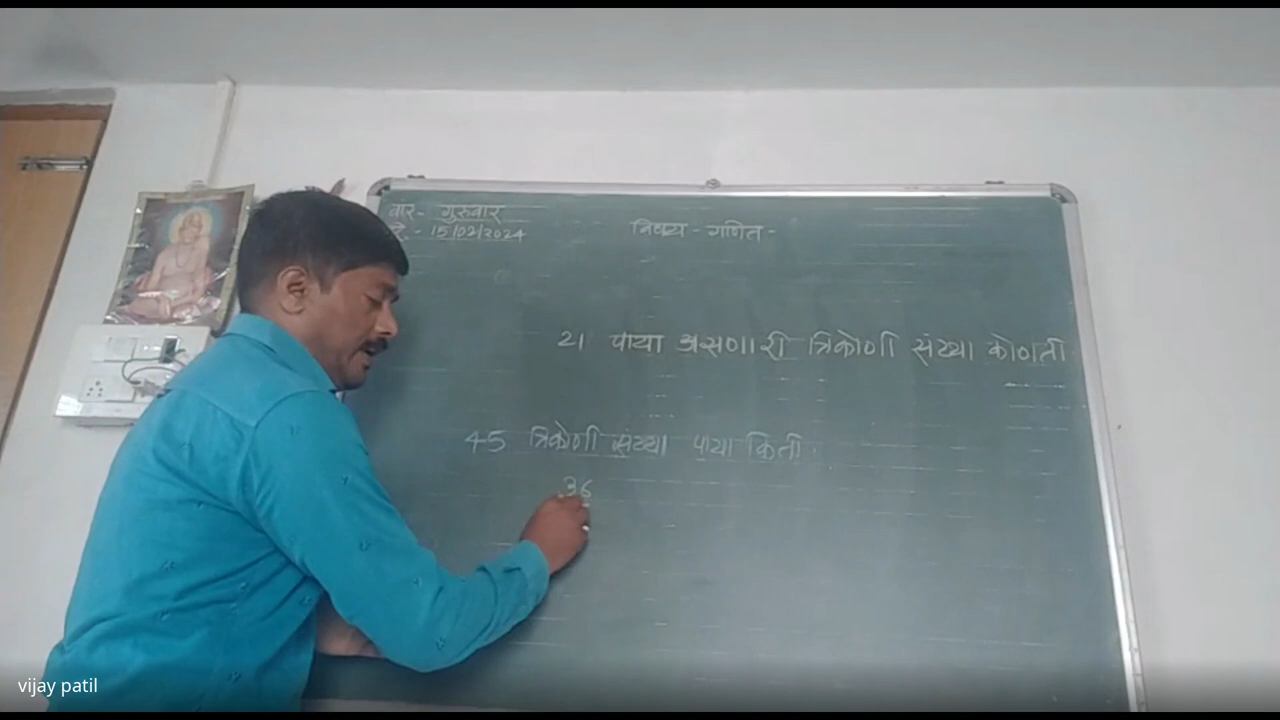 वार- गुरुवार
दि.- 15/02/2024
विषय - गणित -
21 पाया असणारी त्रिकोणी संख्या कोणती
45 त्रिकोणी संख्या पाया किती
36
vijay patil